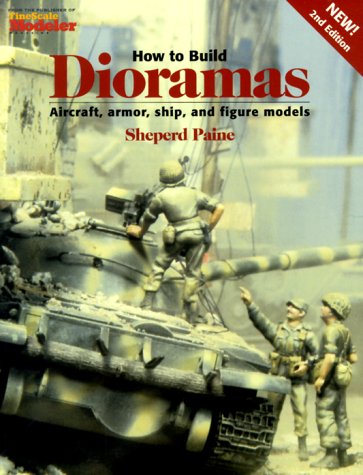 FROM THE PUBLISHER OF
FineScale
Modeler
NEW!
2nd Edition
How to Build
Dioramas
Aircraft, armor, ship, and figure models
Sheperd Paine